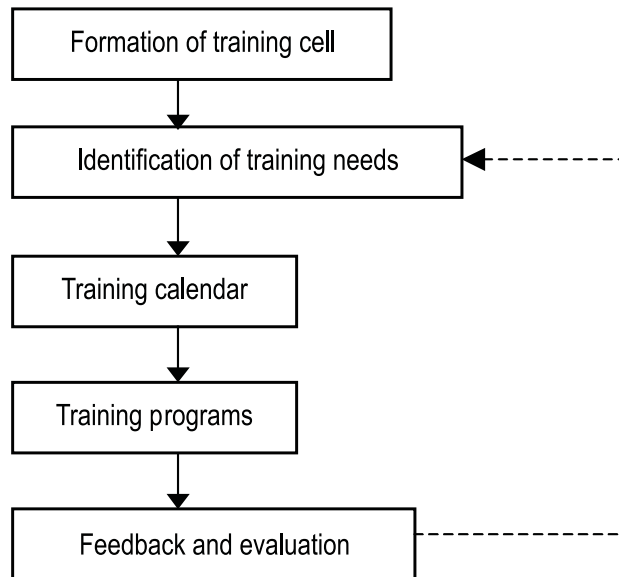 Formation of training cell
Identification of training needs
Training calendar
Training programs
Feedback and evaluation